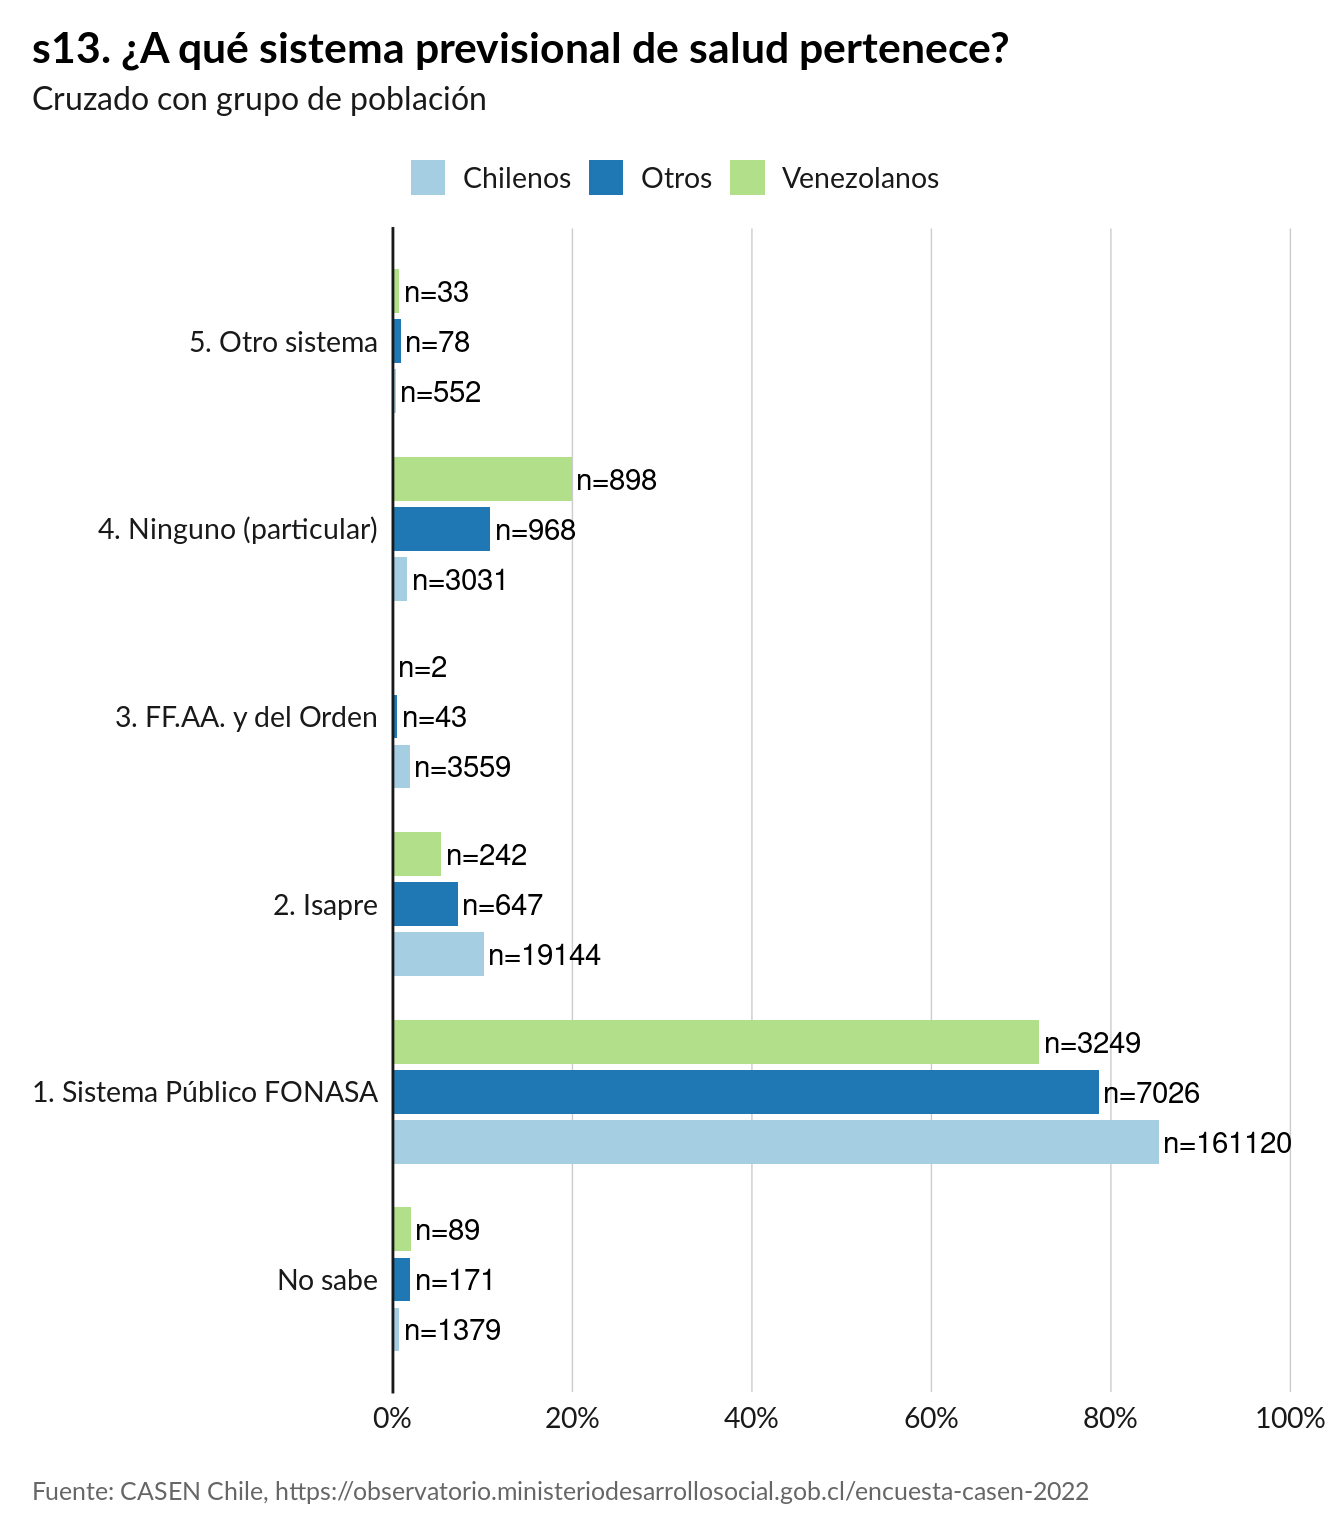 s13. ¿A qué sistema previsional de salud pertenece?
Cruzado con grupo de población
Chilenos Otros Venezolanos
n=33
5. Otro sistema n=78
n=552
n=898
4. Ninguno (particular) n=968
n=3031
n=2
3. FF.AA. y del Orden n=43
n=3559
n=242
2. Isapre n=647
n=19144
n=3249
1. Sistema Público FONASA n=7026
n=161120
n=89
No sabe n=171
n=1379
0% 20% 40% 60% 80% 100%
Fuente: CASEN Chile, https://observatorio.ministeriodesarrollosocial.gob.cl/encuesta-casen-2022